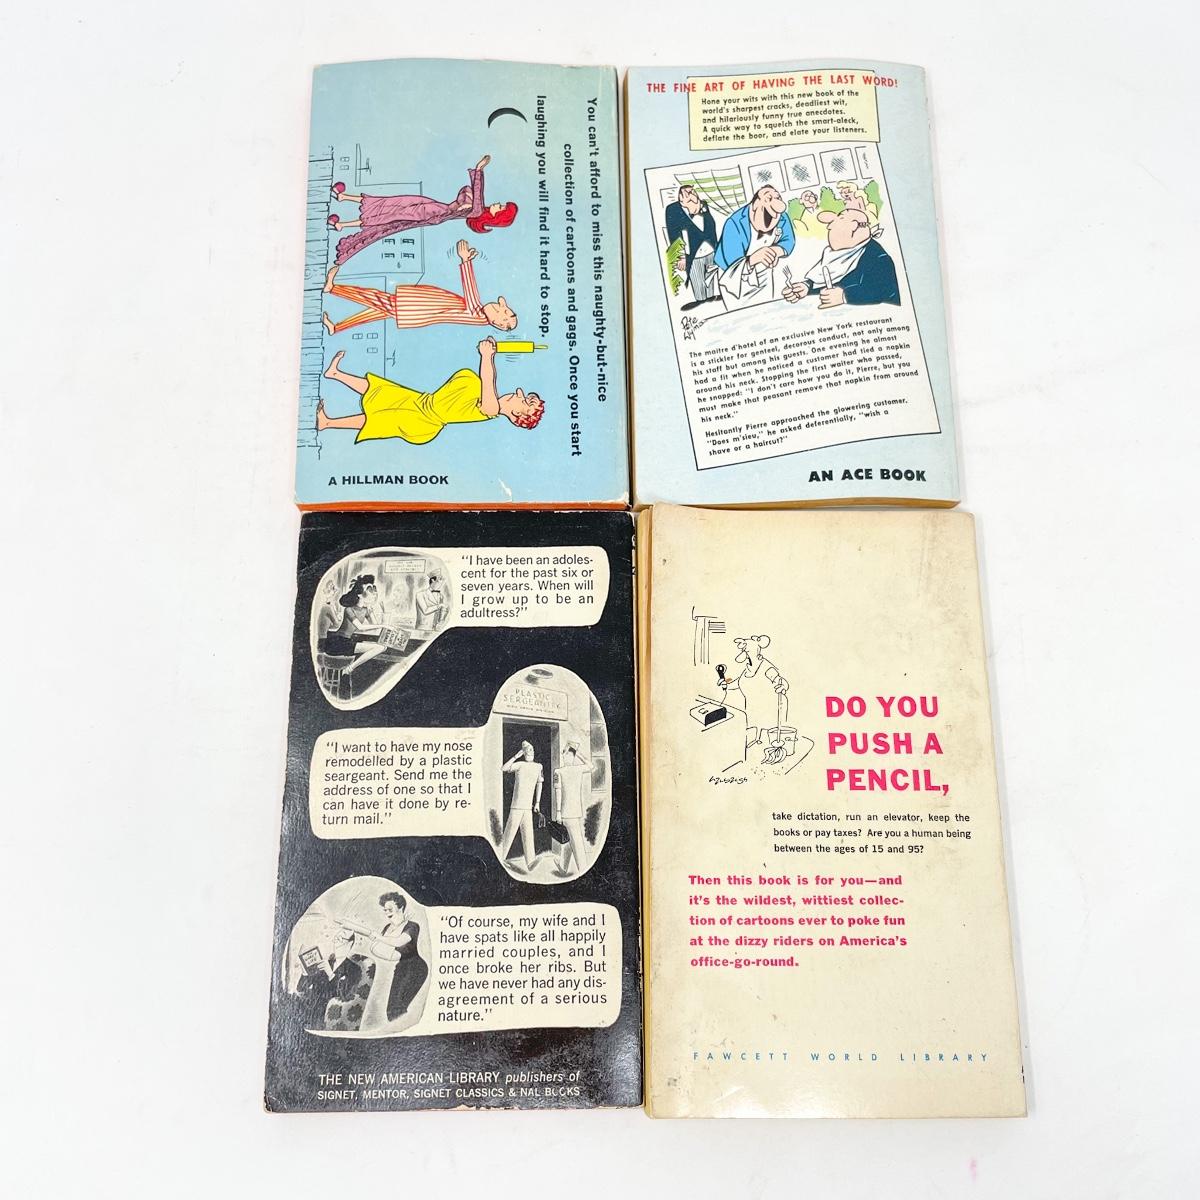 You can't afford to miss this naughty-but-nice
collection of cartoons and gags. Once you start
laughing you will find it hard to stop.
A HILLMAN BOOK
THE FINE ART OF HAVING THE LAST WORD!
Hone your wits with this new book of the
world's sharpest cracks, deadliest wit,
and hilariously funny true anecdotes.
A quick way to squelch the smart-aleck,
deflate the boor, and elate your listeners.
The maitre d'hotel of an exclusive New York restaurant
is a stickler for genteel, decorous conduct, not only among
his staff but among his guests. One evening he almost
had a fit when he noticed a customer had tied a napkin
around his neck. Stopping the first waiter who passed,
he snapped: "I don't care how you do it, Pierre, but you
must make that peasant remove that napkin from around
his neck."
Hesitantly Pierre approached the glowering customer.
"Does m'sieu," he asked deferentially, "wish a
shave or a haircut?"
AN ACE BOOK
"I have been an adoles-
cent for the past six or
seven years. When will
I grow up to be an
adultress?"
PLASTIC
SERGEANTRY
"I want to have my nose
remodelled by a plastic
seargeant. Send me the
address of one so that I
can have it done by re-
turn mail."
"Of course, my wife and I
have spats like all happily
married couples, and I
once broke her ribs. But
we have never had any dis-
agreement of a serious
nature."
THE NEW AMERICAN LIBRARY publishers of
SIGNET, MENTOR, SIGNET CLASSICS & NAL BOOKS
DO YOU
PUSH A
PENCIL,
take dictation, run an elevator, keep the
books or pay taxes? Are you a human being
between the ages of 15 and 95?
Then this book is for you—and
it's the wildest, wittiest collec-
tion of cartoons ever to poke fun
at the dizzy riders on America's
office-go-round.
FAWCETT WORLD LIBRARY